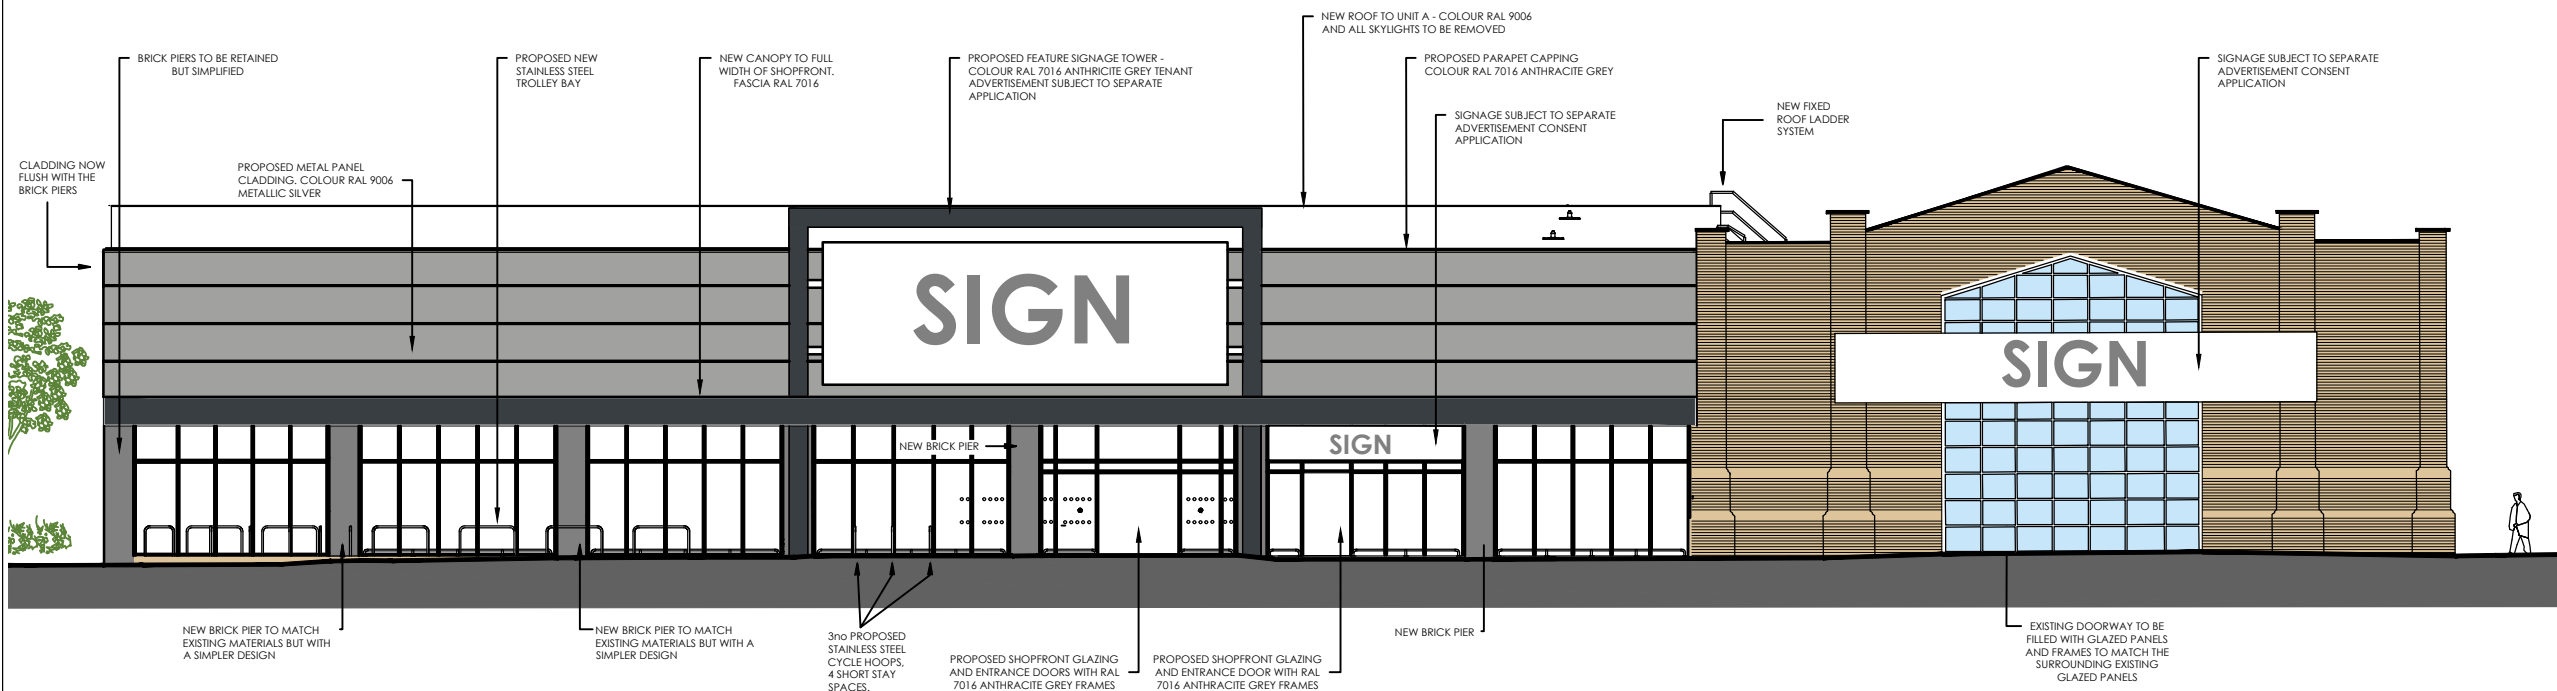 NEW ROOF TO UNIT A - COLOUR RAL 9006
AND ALL SKYLIGHTS TO BE REMOVED
BRICK PIERS TO BE RETAINED
BUT SIMPLIFIED
PROPOSED NEW
STAINLESS STEEL
TROLLEY BAY
NEW CANOPY TO FULL
WIDTH OF SHOPFRONT.
FASCIA RAL 7016
PROPOSED FEATURE SIGNAGE TOWER -
COLOUR RAL 7016 ANTHRICITE GREY TENANT
ADVERTISEMENT SUBJECT TO SEPARATE
APPLICATION
PROPOSED PARAPET CAPPING
COLOUR RAL 7016 ANTHRACITE GREY
SIGNAGE SUBJECT TO SEPARATE
ADVERTISEMENT CONSENT
APPLICATION
SIGNAGE SUBJECT TO SEPARATE
ADVERTISEMENT CONSENT
APPLICATION
NEW FIXED
ROOF LADDER
SYSTEM
CLADDING NOW
FLUSH WITH THE
BRICK PIERS
PROPOSED METAL PANEL
CLADDING. COLOUR RAL 9006
METALLIC SILVER
SIGN
SIGN
NEW BRICK PIER
SIGN
NEW BRICK PIER TO MATCH
EXISTING MATERIALS BUT WITH
A SIMPLER DESIGN
NEW BRICK PIER TO MATCH
EXISTING MATERIALS BUT WITH A
SIMPLER DESIGN
3no PROPOSED
STAINLESS STEEL
CYCLE HOOPS,
4 SHORT STAY
SPACES.
PROPOSED SHOPFRONT GLAZING
AND ENTRANCE DOORS WITH RAL
7016 ANTHRACITE GREY FRAMES
PROPOSED SHOPFRONT GLAZING
AND ENTRANCE DOOR WITH RAL
7016 ANTHRACITE GREY FRAMES
NEW BRICK PIER
EXISTING DOORWAY TO BE
FILLED WITH GLAZED PANELS
AND FRAMES TO MATCH THE
SURROUNDING EXISTING
GLAZED PANELS